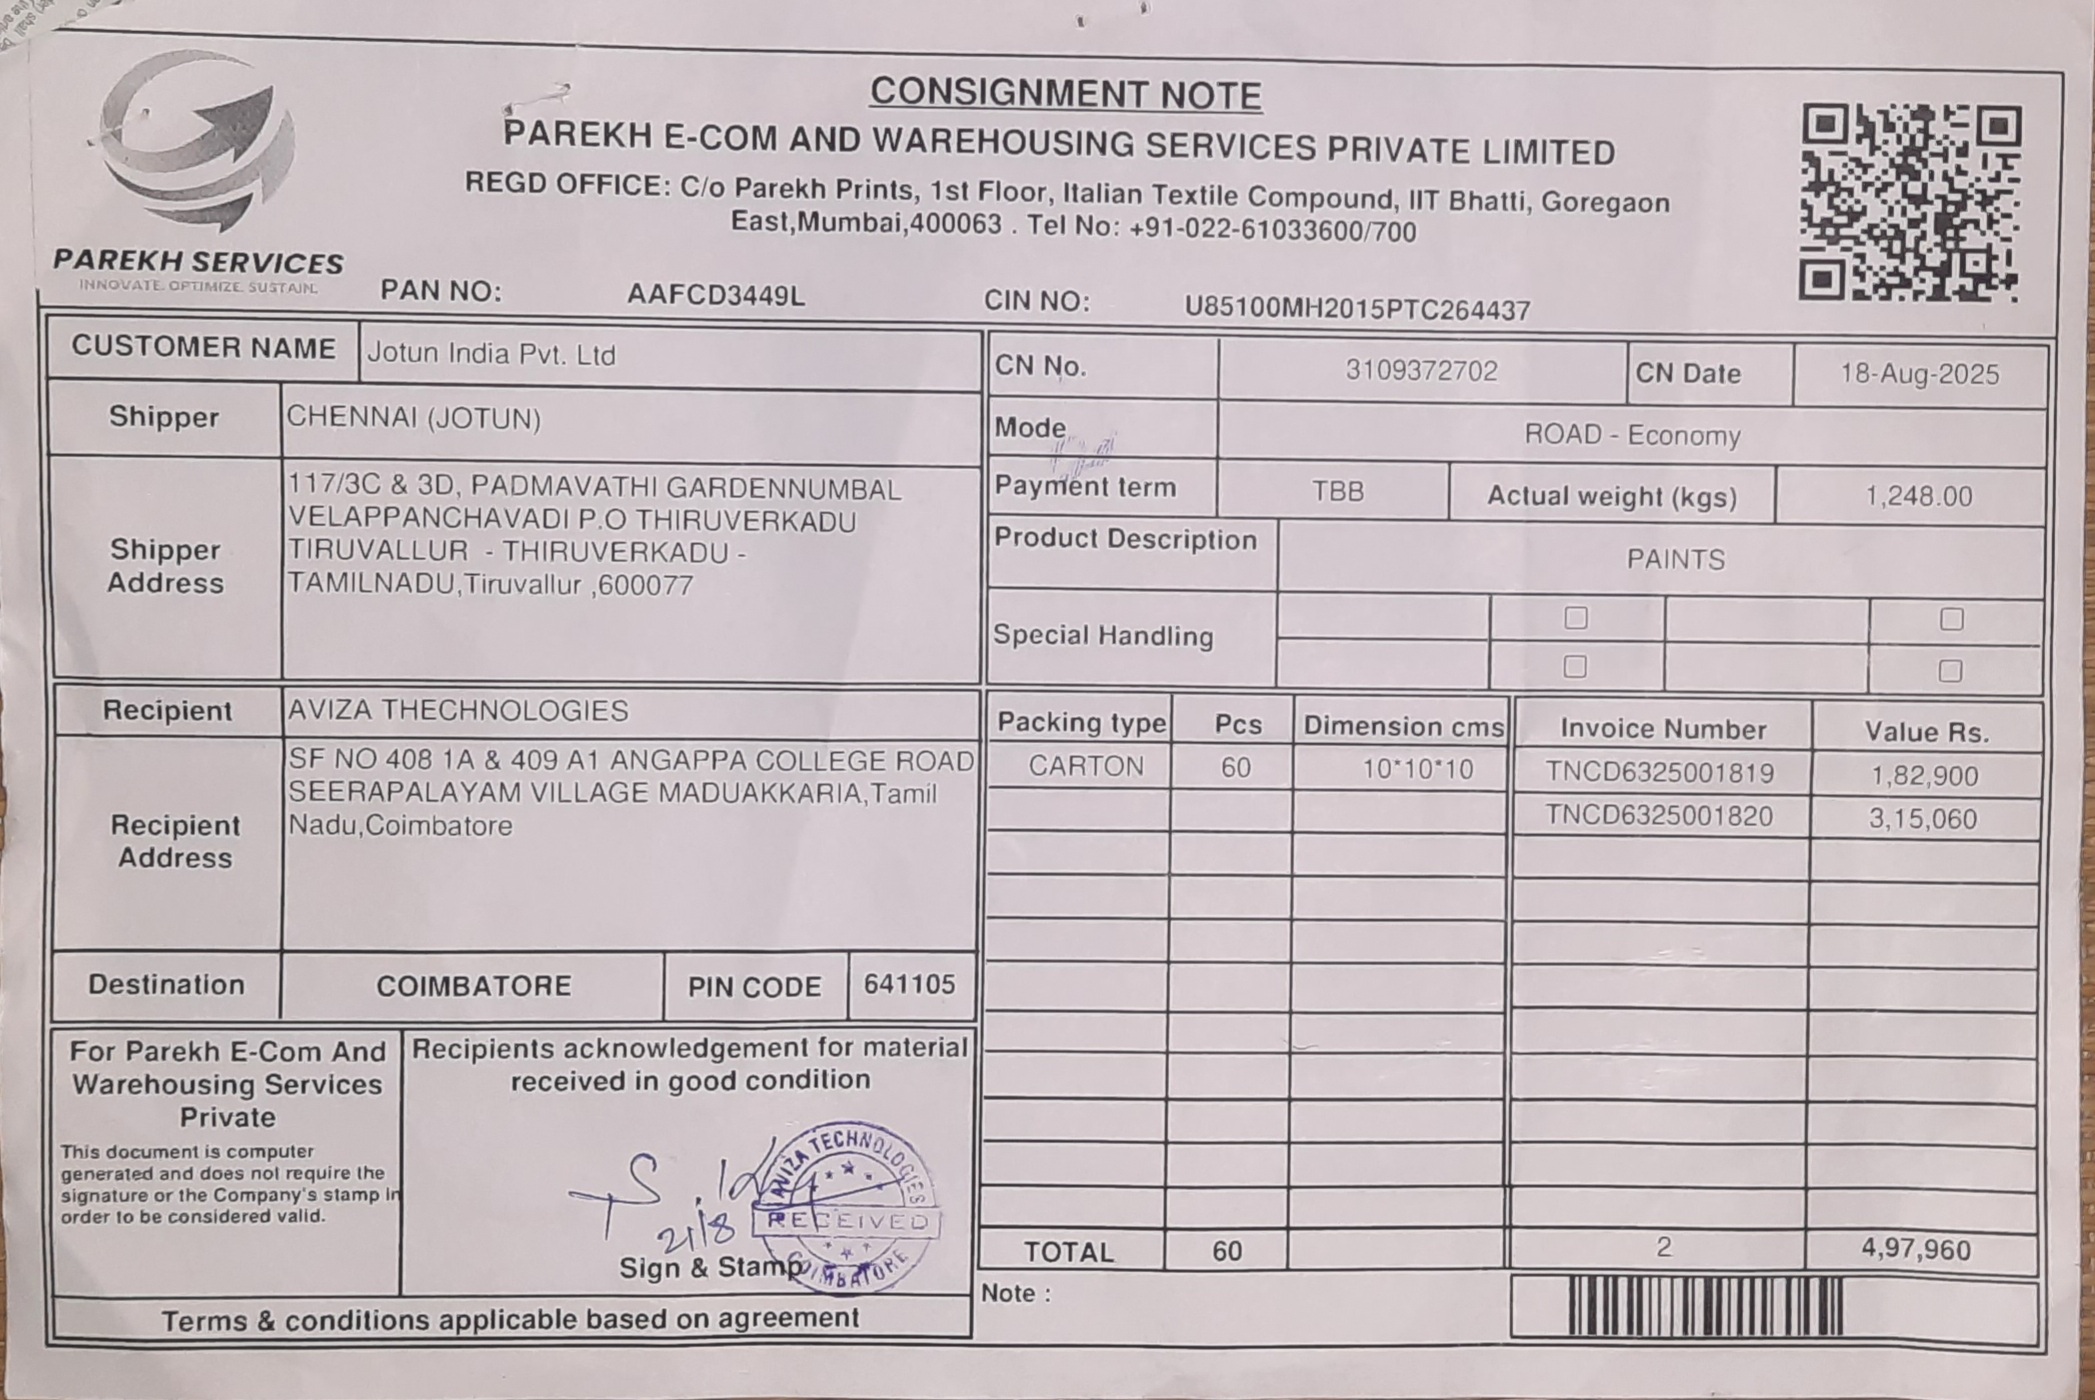 CONSIGNMENT NOTE
PAREKH E-COM AND WAREHOUSING SERVICES PRIVATE LIMITED
REGD OFFICE: C/o Parekh Prints, 1st Floor, Italian Textile Compound, IIT Bhatti, Goregaon
East,Mumbai,400063 . Tel No: +91-022-61033600/700
PAREKH SERVICES
INNOVATE. OPTIMIZE. SUSTAIN.
PAN NO: AAFCD3449L CIN NO: U85100MH2015PTC264437
CUSTOMER NAME Jotun India Pvt. Ltd
Shipper CHENNAI (JOTUN)
Shipper Address
117/3C & 3D, PADMAVATHI GARDENNUMBAL
VELAPPANCHAVADI P.O THIRUVERKADU
TIRUVALLUR - THIRUVERKADU -
TAMILNADU,Tiruvallur ,600077
Recipient AVIZA THECHNOLOGIES
Recipient Address
SF NO 408 1A & 409 A1 ANGAPPA COLLEGE ROAD
SEERAPALAYAM VILLAGE MADUAKKARIA,Tamil
Nadu,Coimbatore
Destination COIMBATORE PIN CODE 641105
For Parekh E-Com And
Warehousing Services
Private
This document is computer
generated and does not require the
signature or the Company's stamp in
order to be considered valid.
Recipients acknowledgement for material
received in good condition
21/8
AVIZA TECHNOLOGIES
RECEIVED
COIMBATORE
Sign & Stamp
Terms & conditions applicable based on agreement
CN No. 3109372702 CN Date 18-Aug-2025
Mode ROAD - Economy
Payment term TBB Actual weight (kgs) 1,248.00
Product Description PAINTS
Special Handling
Packing type Pcs Dimension cms Invoice Number Value Rs.
CARTON 60 10*10*10 TNCD6325001819 1,82,900
TNCD6325001820 3,15,060
TOTAL 60 2 4,97,960
Note :